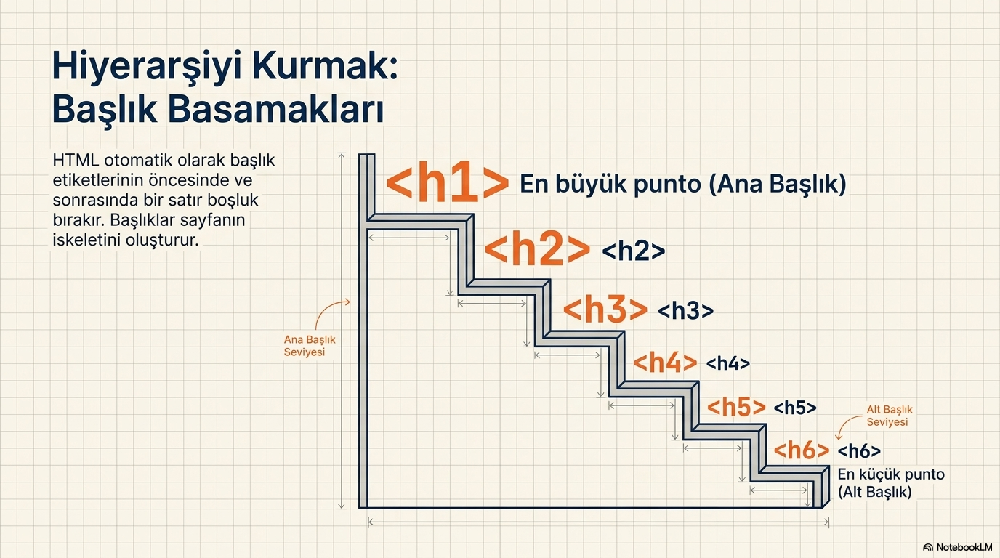 Hiyerarşiyi Kurmak:
Başlık Basamakları
HTML otomatik olarak başlık
etiketlerinin öncesinde ve
sonrasında bir satır boşluk
bırakır. Başlıklar sayfanın
iskeletini oluşturur.
<h1> En büyük punto (Ana Başlık)
<h2> <h2>
<h3> <h3>
Ana Başlık
Seviyesi
<h4> <h4>
<h5> <h5>
Alt Başlık
Seviyesi
<h6> <h6>
En küçük punto
(Alt Başlık)
NotebookLM